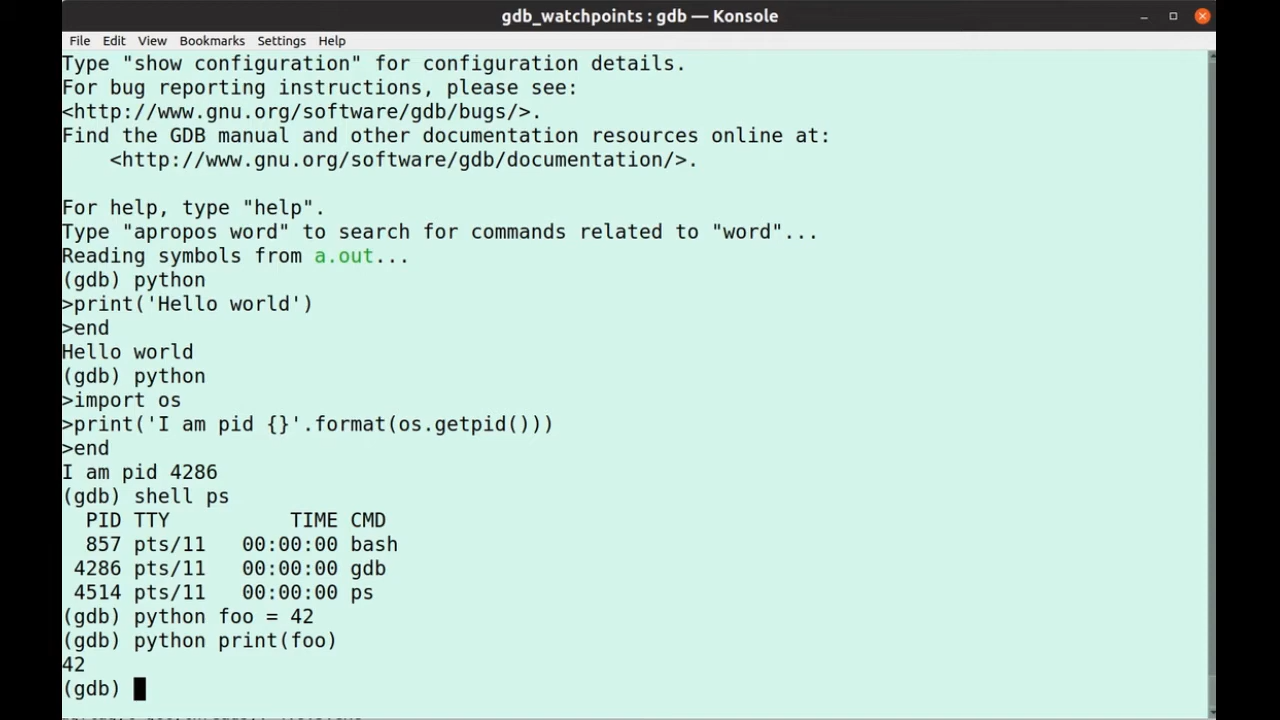 gdb_watchpoints : gdb — Konsole
File Edit View Bookmarks Settings Help
Type "show configuration" for configuration details.
For bug reporting instructions, please see:
<http://www.gnu.org/software/gdb/bugs/>.
Find the GDB manual and other documentation resources online at:
    <http://www.gnu.org/software/gdb/documentation/>.
For help, type "help".
Type "apropos word" to search for commands related to "word"...
Reading symbols from a.out...
(gdb) python
>print('Hello world')
>end
Hello world
(gdb) python
>import os
>print('I am pid {}'.format(os.getpid()))
>end
I am pid 4286
(gdb) shell ps
  PID TTY          TIME CMD
  857 pts/11   00:00:00 bash
 4286 pts/11   00:00:00 gdb
 4514 pts/11   00:00:00 ps
(gdb) python foo = 42
(gdb) python print(foo)
42
(gdb)